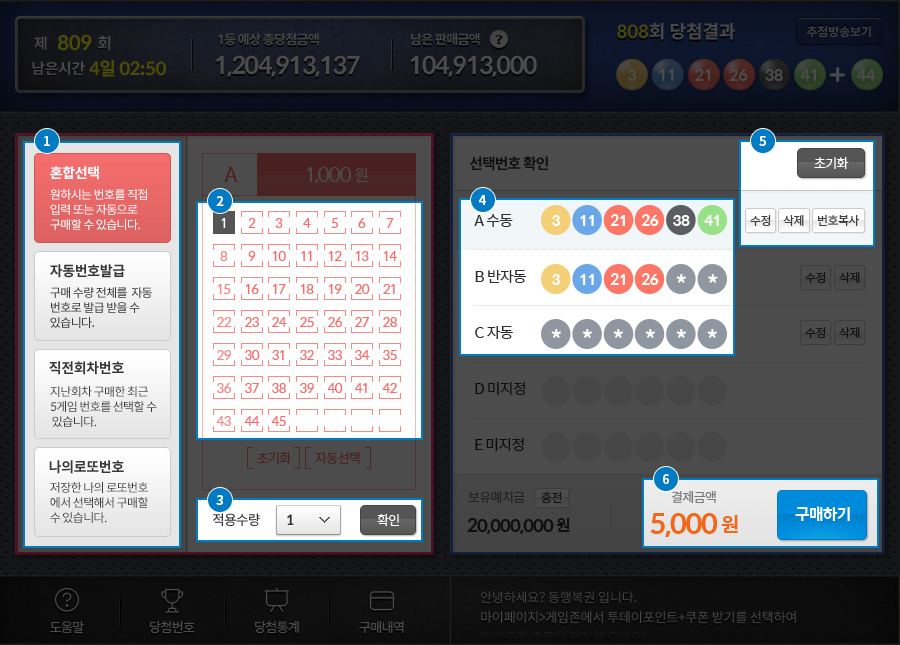 제 809 회
남은시간 4일 02:50
1등 예상 총당첨금액
1,204,913,137
남은 판매금액 ?
104,913,000
808회 당첨결과
추첨방송보기
3 11 21 26 38 41 + 44
1
혼합선택
원하시는 번호를 직접
입력 또는 자동으로
구매할 수 있습니다.
자동번호발급
구매 수량 전체를 자동
번호로 발급 받을 수
있습니다.
직전회차번호
지난회차 구매한 최근
5게임 번호를 선택할 수
있습니다.
나의로또번호
저장한 나의 로또번호
에서 선택해서 구매할
수 있습니다.
A 1,000 원
2
1 2 3 4 5 6 7
8 9 10 11 12 13 14
15 16 17 18 19 20 21
22 23 24 25 26 27 28
29 30 31 32 33 34 35
36 37 38 39 40 41 42
43 44 45
초기화 자동선택
3
적용수량 1 확인
선택번호 확인
5
초기화
4
A 수동 3 11 21 26 38 41 수정 삭제 번호복사
B 반자동 3 11 21 26 * * 수정 삭제
C 자동 * * * * * * 수정 삭제
D 미지정
E 미지정
보유예치금 충전
20,000,000 원
6
결제금액
5,000 원
구매하기
?
도움말
당첨번호
당첨통계
구매내역
안녕하세요? 동행복권 입니다.
마이페이지>게임존에서 투데이포인트+쿠폰 받기를 선택하여